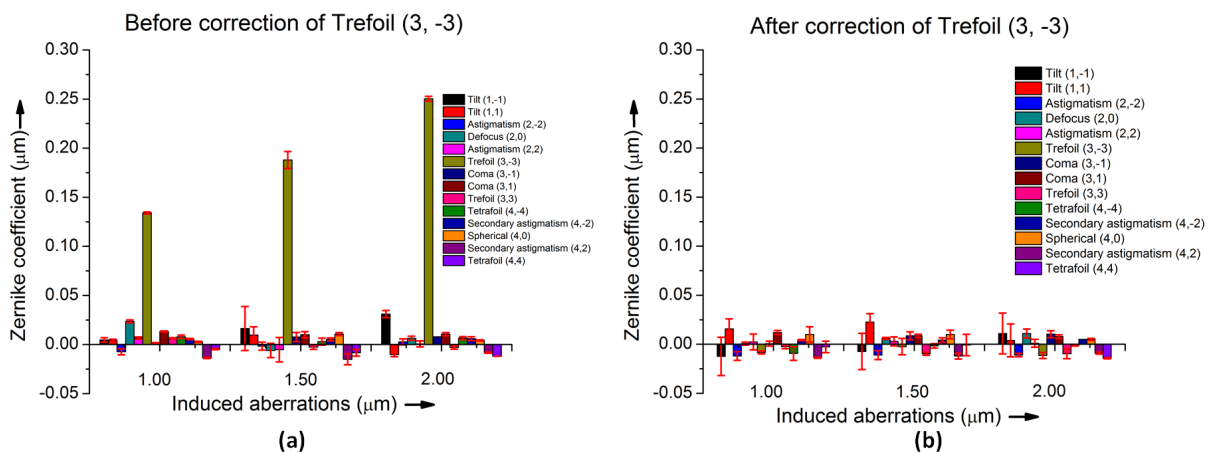 Before correction of Trefoil (3, -3)
0.30
0.25
0.20
0.15
0.10
0.05
0.00
-0.05
Zernike coefficient (μm)
Tilt (1,-1)
Tilt (1,1)
Astigmatism (2,-2)
Defocus (2,0)
Astigmatism (2,2)
Trefoil (3,-3)
Coma (3,-1)
Coma (3,1)
Trefoil (3,3)
Tetrafoil (4,-4)
Secondary astigmatism (4,-2)
Spherical (4,0)
Secondary astigmatism (4,2)
Tetrafoil (4,4)
1.00 1.50 2.00
Induced aberrations (μm)
(a)
After correction of Trefoil (3, -3)
0.30
0.25
0.20
0.15
0.10
0.05
0.00
-0.05
Zernike coefficient (μm)
Tilt (1,-1)
Tilt (1,1)
Astigmatism (2,-2)
Defocus (2,0)
Astigmatism (2,2)
Trefoil (3,-3)
Coma (3,-1)
Coma (3,1)
Trefoil (3,3)
Tetrafoil (4,-4)
Secondary astigmatism (4,-2)
Spherical (4,0)
Secondary astigmatism (4,2)
Tetrafoil (4,4)
1.00 1.50 2.00
Induced aberrations (μm)
(b)